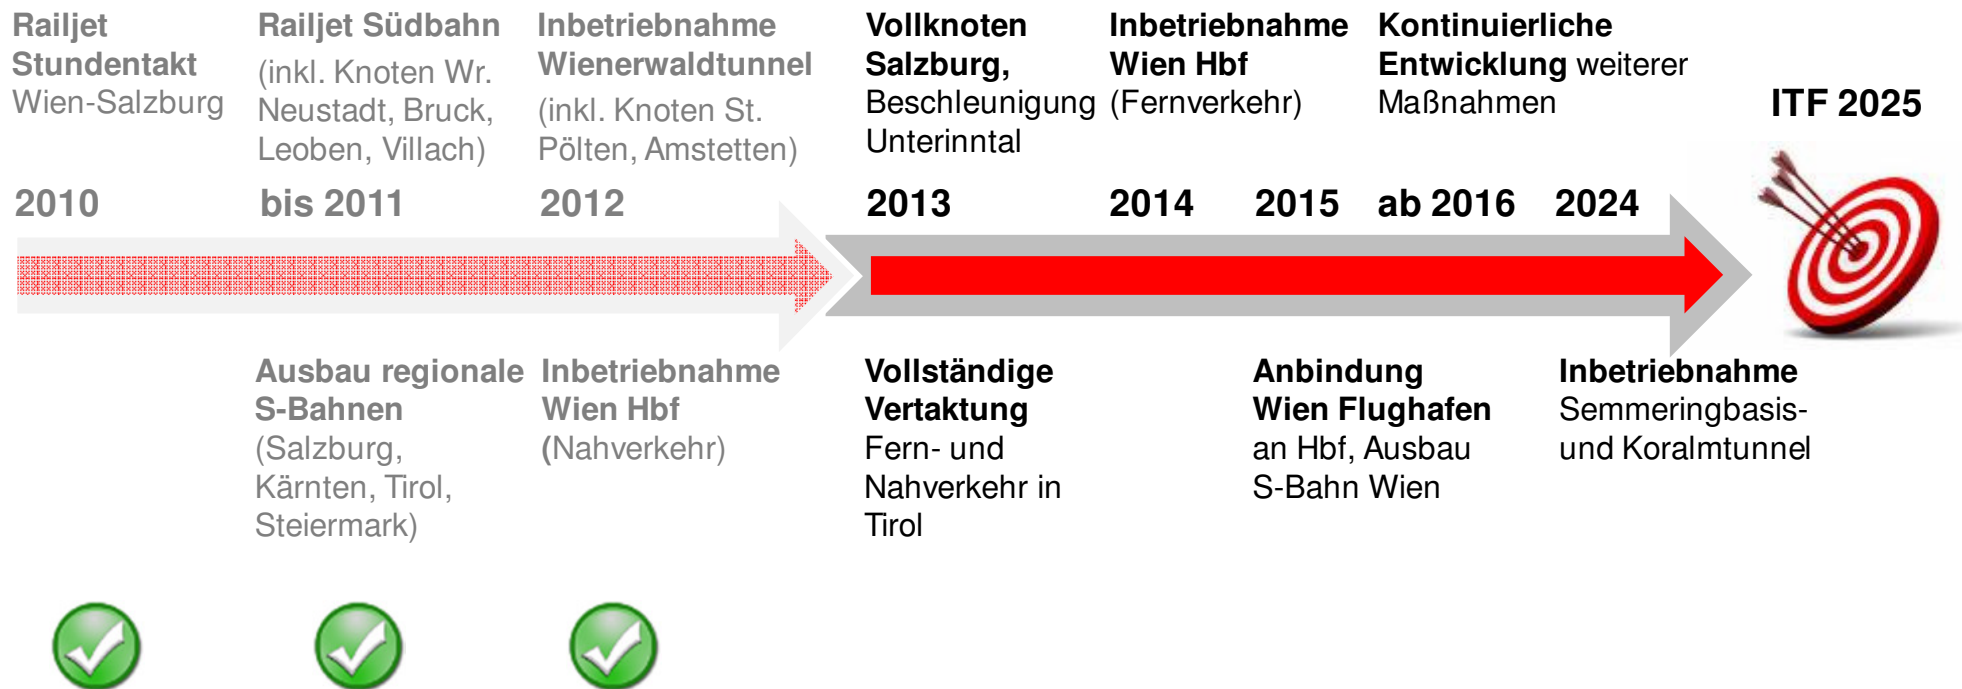 Railjet
Stundentakt
Wien-Salzburg
Railjet Südbahn
(inkl. Knoten Wr.
Neustadt, Bruck,
Leoben, Villach)
Inbetriebnahme
Wienerwaldtunnel
(inkl. Knoten St.
Pölten, Amstetten)
Vollknoten
Salzburg,
Beschleunigung
Unterinntal
Inbetriebnahme
Wien Hbf
(Fernverkehr)
Kontinuierliche
Entwicklung weiterer
Maßnahmen
ITF 2025
2010
bis 2011
2012
2013
2014
2015
ab 2016
2024
Ausbau regionale
S-Bahnen
(Salzburg,
Kärnten, Tirol,
Steiermark)
Inbetriebnahme
Wien Hbf
(Nahverkehr)
Vollständige
Vertaktung
Fern- und
Nahverkehr in
Tirol
Anbindung
Wien Flughafen
an Hbf, Ausbau
S-Bahn Wien
Inbetriebnahme
Semmeringbasis-
und Koralmtunnel